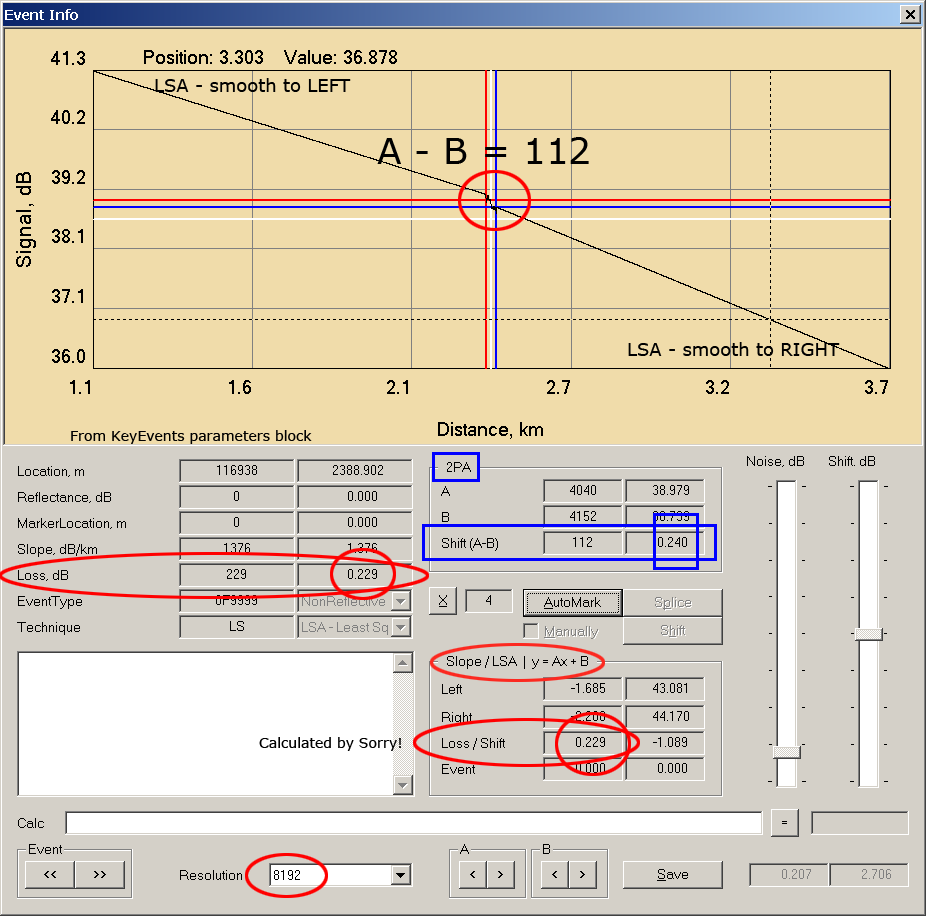 Event Info
41.3 Position: 3.303 Value: 36.878
LSA - smooth to LEFT
40.2
A - B = 112
39.2
Signal, dB
38.1
37.1
LSA - smooth to RIGHT
36.0
1.1 1.6 2.1 2.7 3.2 3.7
Distance, km
From KeyEvents parameters block
Location, m 116938 2388.902
Reflectance, dB 0 0.000
MarkerLocation, m 0 0.000
Slope, dB/km 1376 1.376
Loss, dB 229 0.229
EventType 0F9999 NonReflective
Technique LS LSA - Least Sq
2PA
A 4040 38.979
B 4152 38.739
Shift (A-B) 112 0.240
X 4 AutoMark Splice
Manually Shift
Slope / LSA | y = Ax + B
Left -1.685 43.081
Right -2.206 44.170
Loss / Shift 0.229 -1.089
Event 0.000 0.000
Calculated by Sorry!
Noise, dB Shift. dB
Calc =
Event
<< >>
Resolution 8192
A
< >
B
< >
Save 0.207 2.706